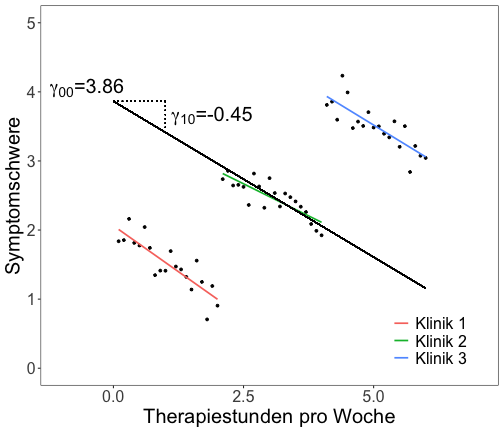 5
γ00=3.86
4
γ10=-0.45
Symptomschwere
3
2
1
Klinik 1
Klinik 2
Klinik 3
0
0.0 2.5 5.0
Therapiestunden pro Woche